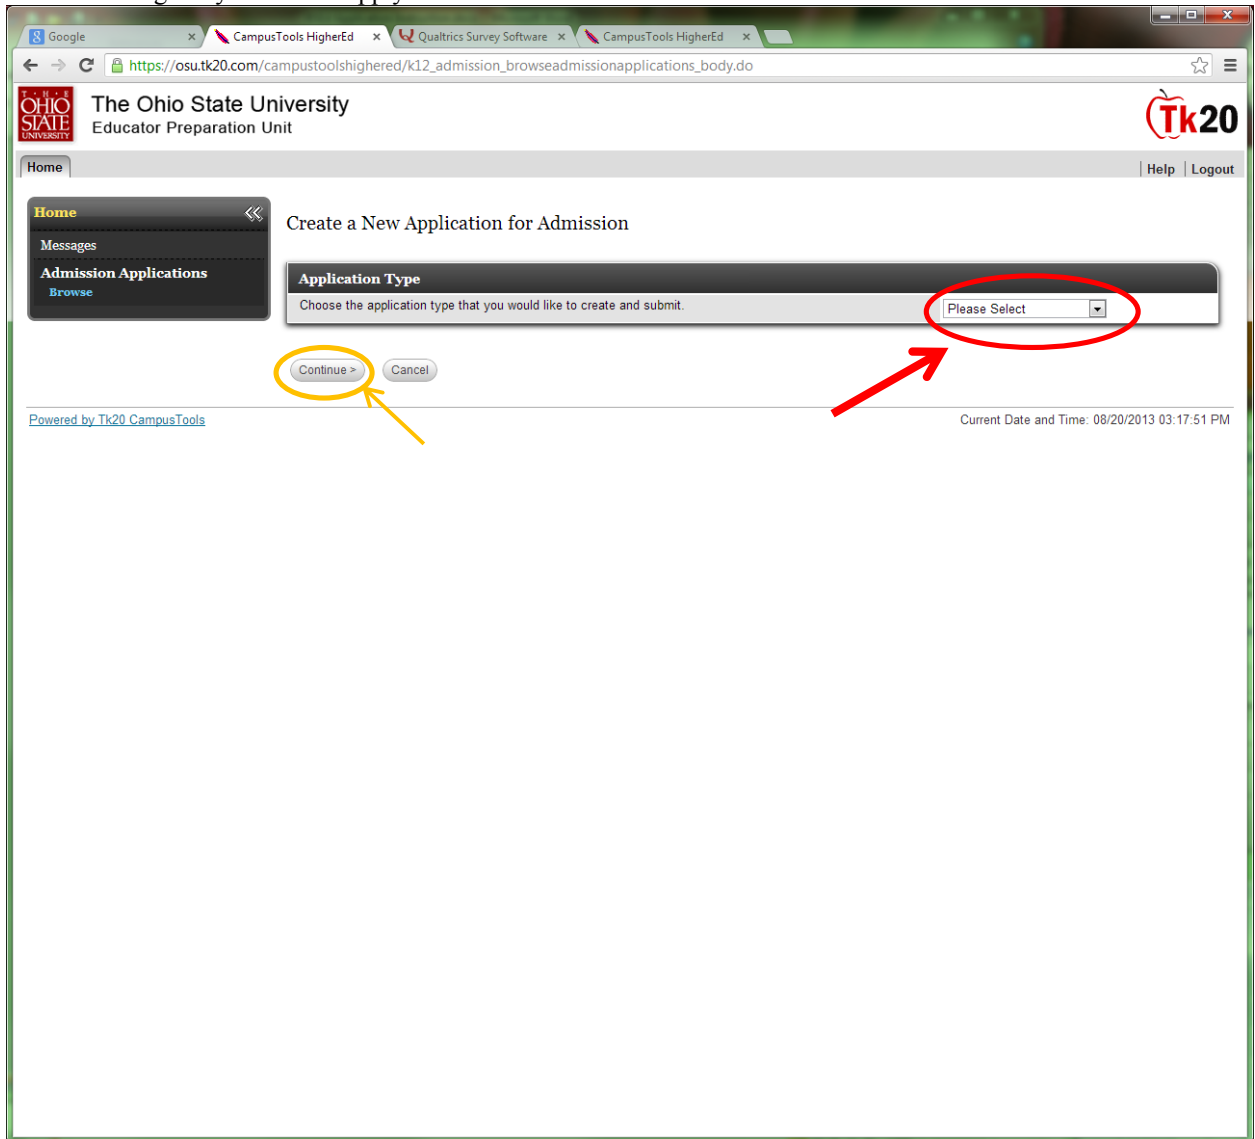 Google
CampusTools HigherEd
Qualtrics Survey Software
CampusTools HigherEd
https://osu.tk20.com/campustoolshighered/k12_admission_browseadmissionapplications_body.do
T · H · E
OHIO
STATE
UNIVERSITY
The Ohio State University
Educator Preparation Unit
Tk20
Home
Help
Logout
Home
Messages
Admission Applications
Browse
Create a New Application for Admission
Application Type
Choose the application type that you would like to create and submit.
Please Select
Continue >
Cancel
Powered by Tk20 CampusTools
Current Date and Time: 08/20/2013 03:17:51 PM